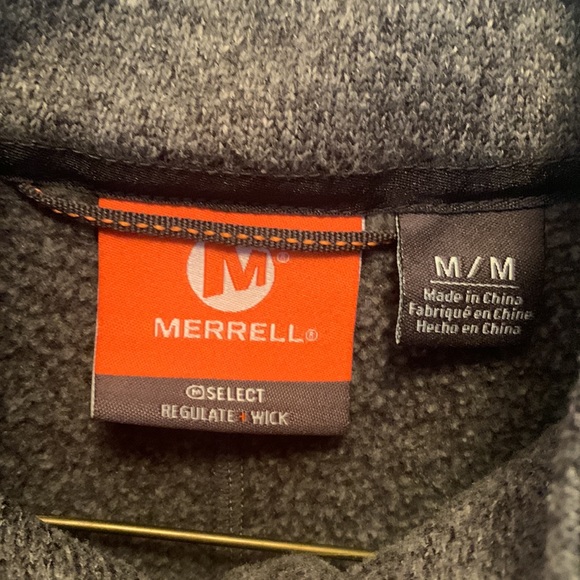 M®
MERRELL®
M SELECT
REGULATE + WICK
M/M
Made in China
Fabriqué en Chine
Hecho en China